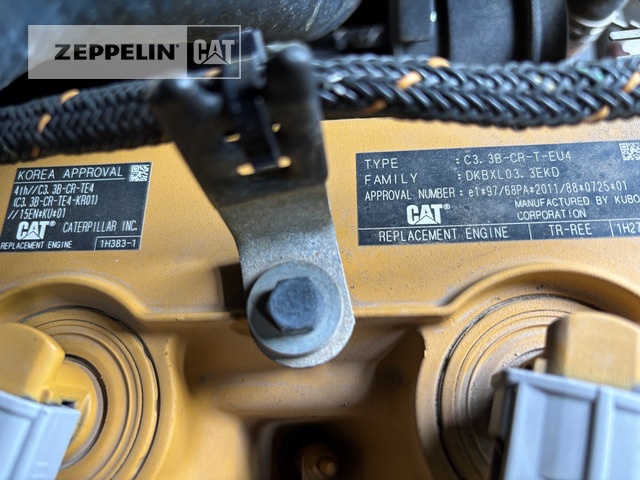 ZEPPELIN CAT
KOREA APPROVAL
4th//C3.3B-CR-TE4
(C3.3B-CR-TE4-KR01)
//15EN*KU*01
CAT CATERPILLAR INC.
REPLACEMENT ENGINE 1H383-1
TYPE : C3.3B-CR-T-EU4
FAMILY : DKBXL03.3EKD
APPROVAL NUMBER : e1*97/68PA*2011/88*0725*01
CAT MANUFACTURED BY KUBO
CORPORATION
REPLACEMENT ENGINE TR-REE 1H27